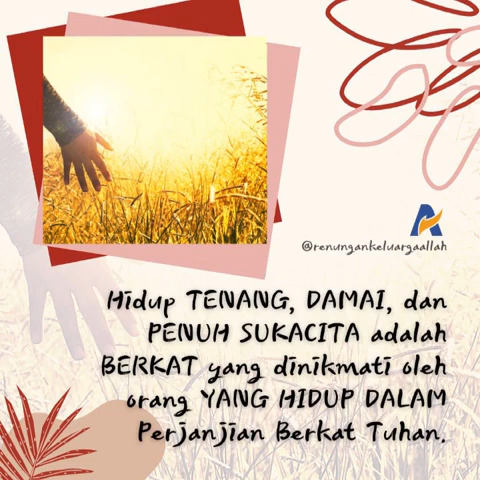 @renungankeluargaallah
Hidup TENANG, DAMAI, dan
PENUH SUKACITA adalah
BERKAT yang dinikmati oleh
orang YANG HIDUP DALAM
Perjanjian Berkat Tuhan.